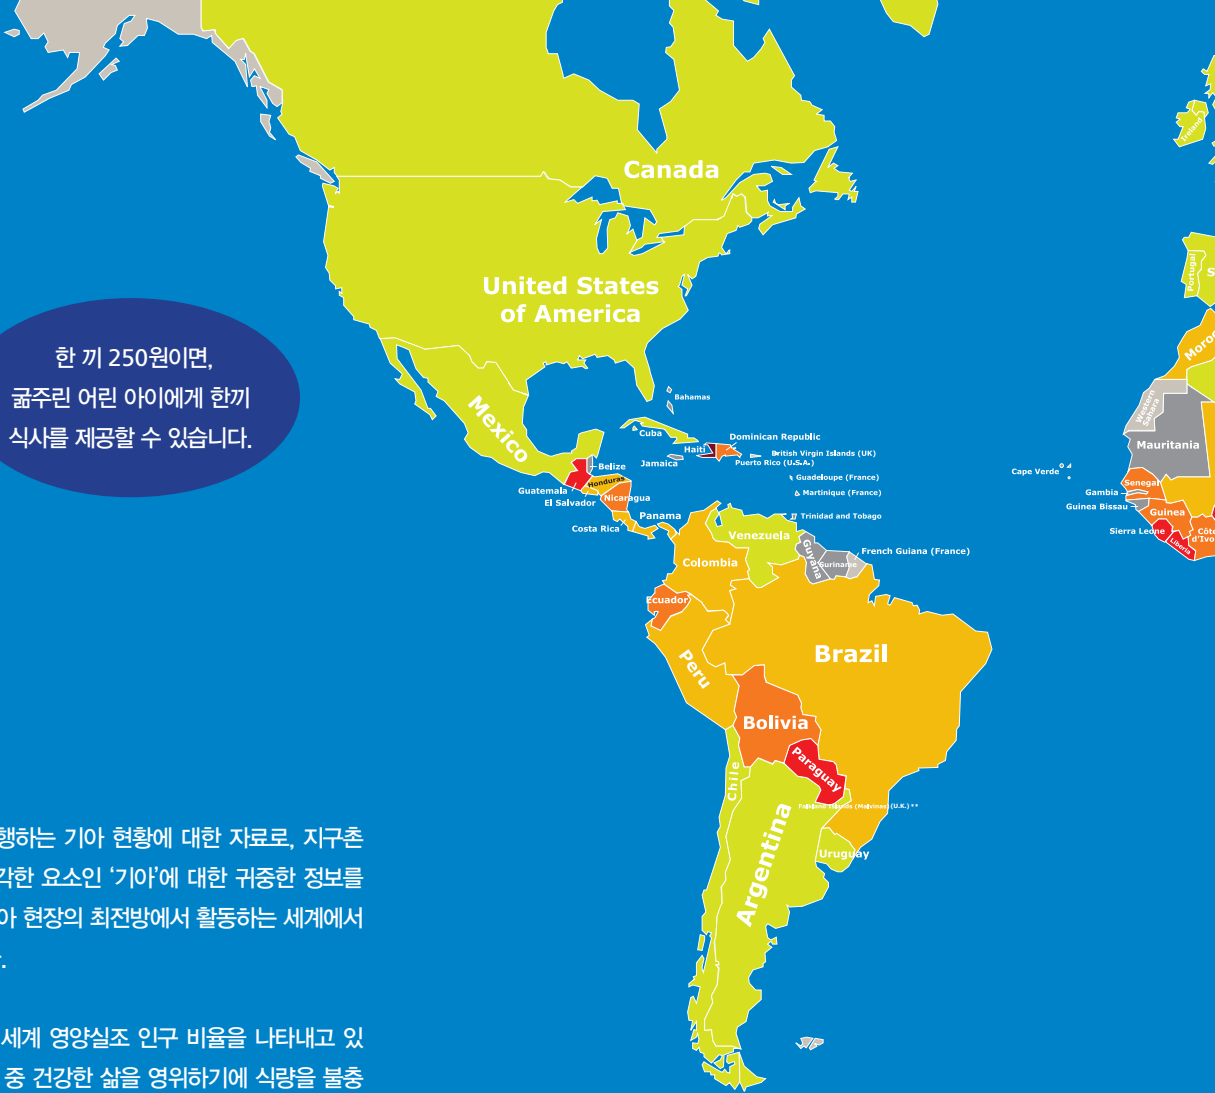 Canada
United States
of America
Mexico
Ireland
Portugal
한 끼 250원이면,
굶주린 어린 아이에게 한끼
식사를 제공할 수 있습니다.
Bahamas
Cuba
Dominican Republic
Haiti
British Virgin Islands (UK)
Jamaica
Puerto Rico (U.S.A.)
Belize
Guadeloupe (France)
Honduras
Guatemala
Martinique (France)
El Salvador
Nicaragua
Panama
Trinidad and Tobago
Costa Rica
Venezuela
Guyana
Suriname
French Guiana (France)
Colombia
Ecuador
Peru
Brazil
Bolivia
Paraguay
Chile
Falkland Islands (Malvinas) (U.K.) **
Argentina
Uruguay
Western
Sahara
Mauritania
Cape Verde
Senegal
Gambia
Guinea Bissau
Guinea
Sierra Leone
Liberia
행하는 기아 현황에 대한 자료로, 지구촌
각한 요소인 ‘기아’에 대한 귀중한 정보를
아 현장의 최전방에서 활동하는 세계에서
세계 영양실조 인구 비율을 나타내고 있
중 건강한 삶을 영위하기에 식량을 불충